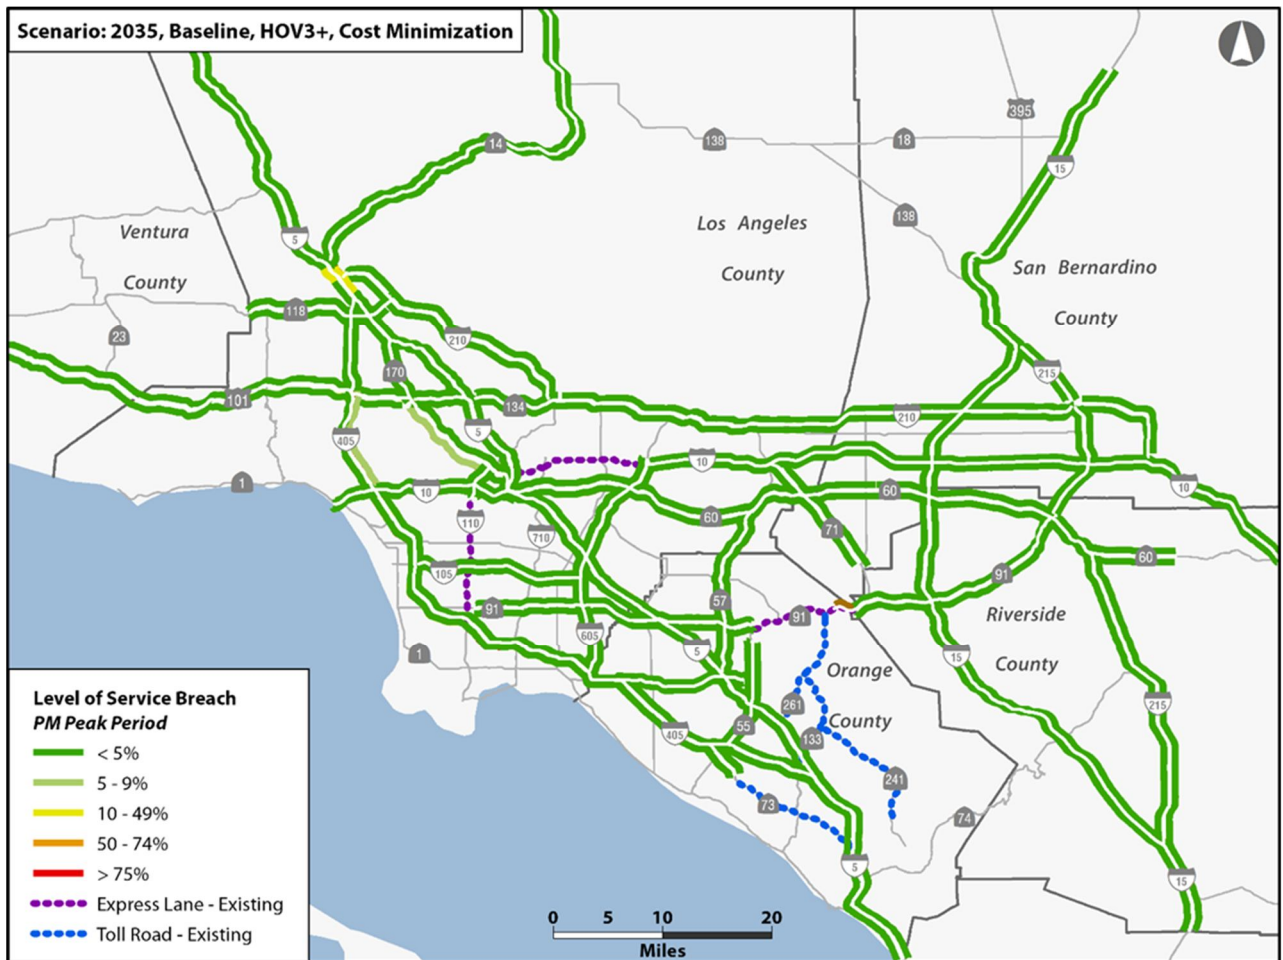 Scenario: 2035, Baseline, HOV3+, Cost Minimization
395
14
138
18
15
138
Los Angeles
County
Ventura
County
5
San Bernardino
County
118
23
210
170
215
101
134
210
405
5
10
1
10
60
10
110
710
60
71
105
60
91
57
91
91
605
Riverside
County
1
5
15
Orange
County
261
215
55
405
133
241
73
74
5
15
Level of Service Breach
PM Peak Period
< 5%
5 - 9%
10 - 49%
50 - 74%
> 75%
Express Lane - Existing
Toll Road - Existing
0 5 10 20
Miles